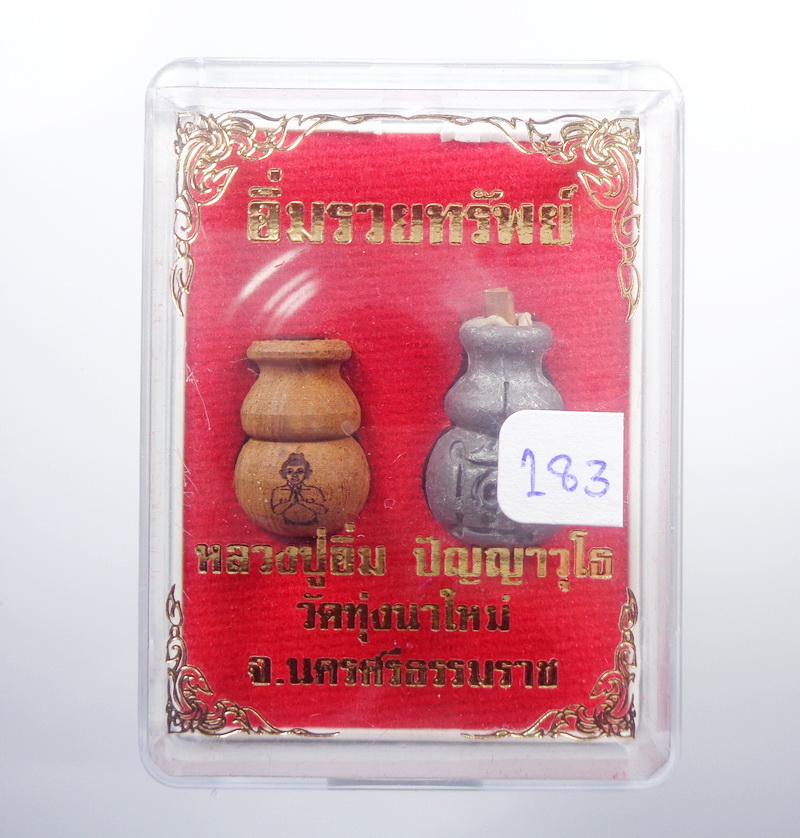 อิ่มรวยทรัพย์
183
หลวงปู่อิ่ม ปัญญาวุโธ
วัดทุ่งนาใหม่
จ.นครศรีธรรมราช